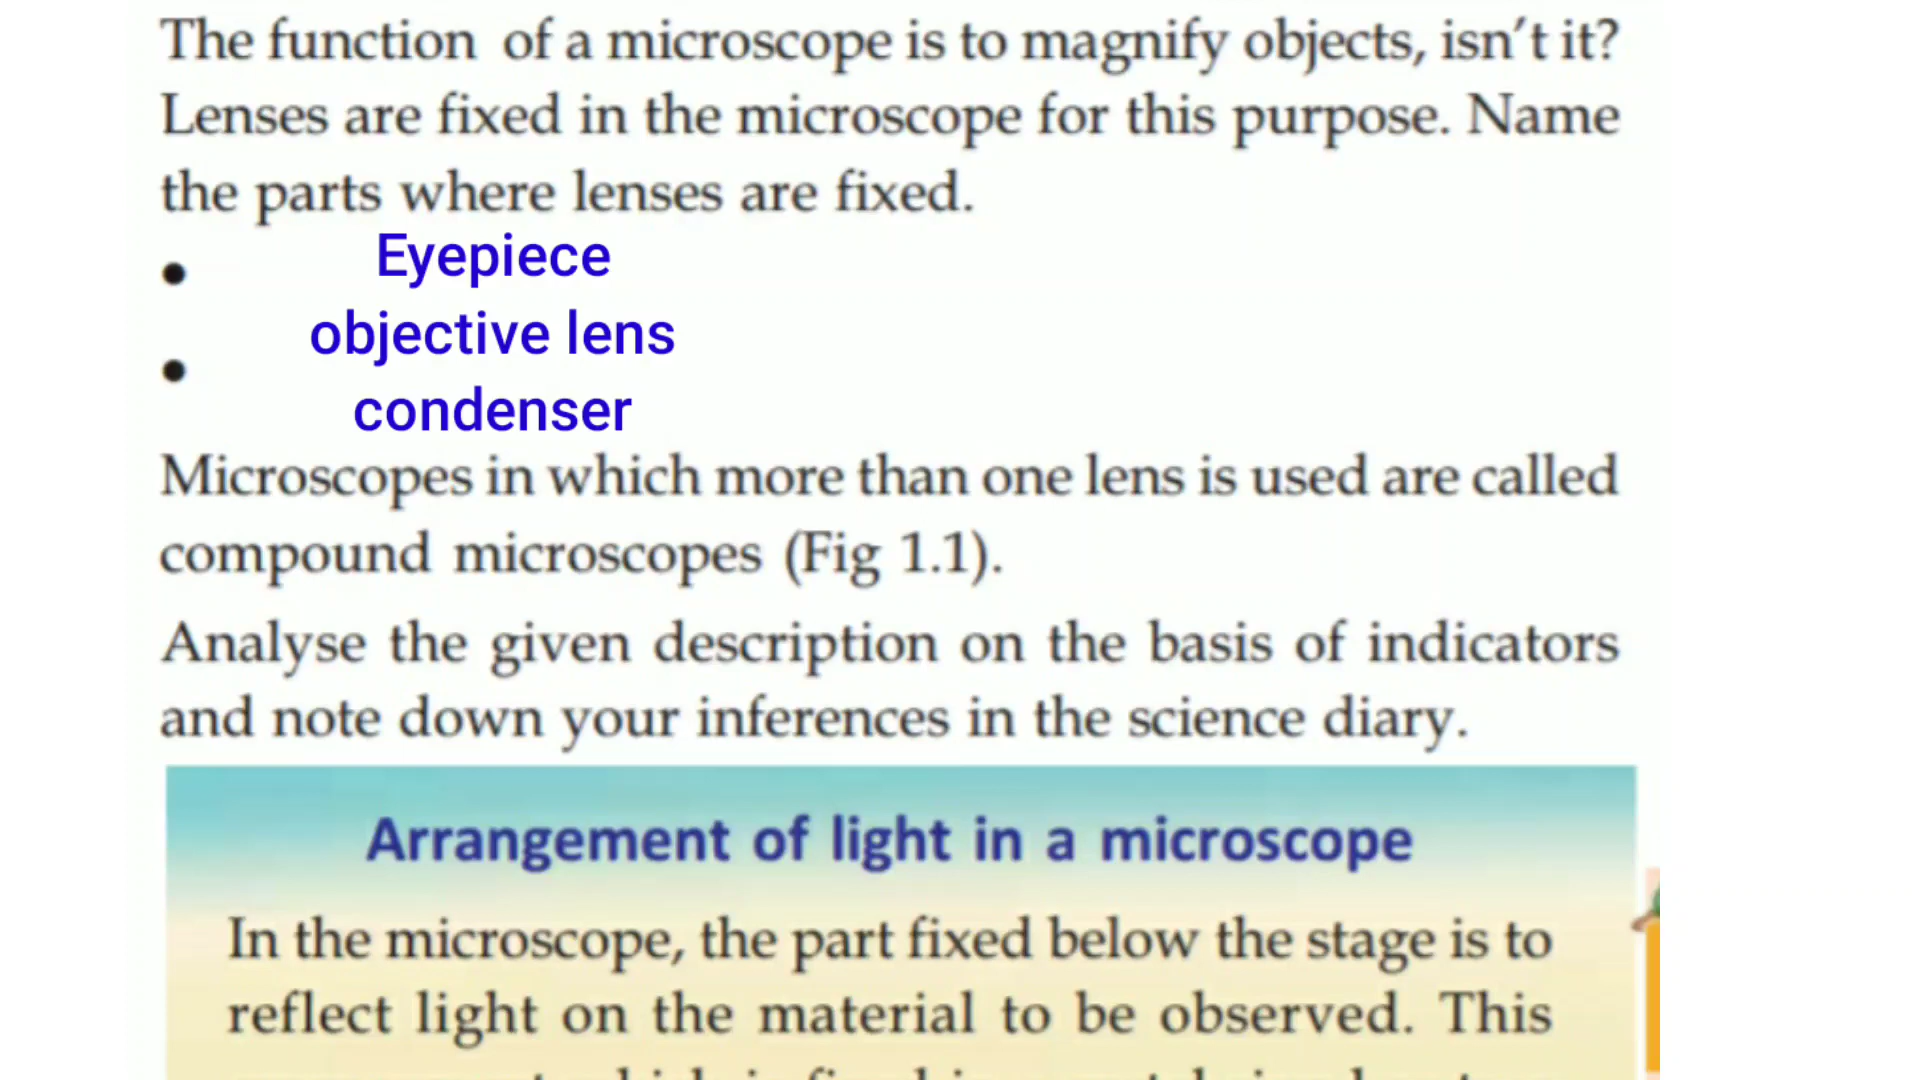 The function of a microscope is to magnify objects, isn't it?
Lenses are fixed in the microscope for this purpose. Name
the parts where lenses are fixed.
• Eyepiece
objective lens
•
condenser
Microscopes in which more than one lens is used are called
compound microscopes (Fig 1.1).
Analyse the given description on the basis of indicators
and note down your inferences in the science diary.
Arrangement of light in a microscope
In the microscope, the part fixed below the stage is to
reflect light on the material to be observed. This